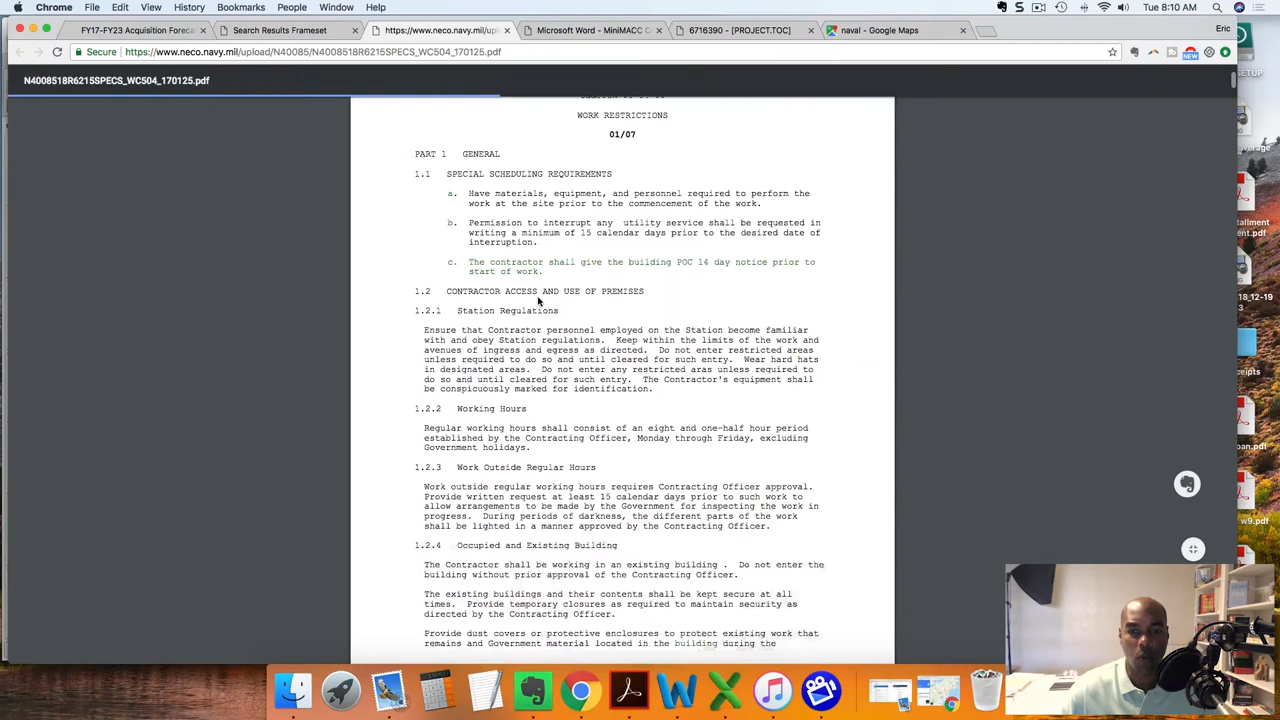 Chrome File Edit View History Bookmarks People Window Help
Tue 8:10 AM
FY17-FY23 Acquisition Foreca
Search Results Frameset
https://www.neco.navy.mil/upl
Microsoft Word - MiniMACC C
6716390 - [PROJECT.TOC]
naval - Google Maps
Eric
Secure https://www.neco.navy.mil/upload/N40085/N4008518R6215SPECS_WC504_170125.pdf
NEW
N4008518R6215SPECS_WC504_170125.pdf
WORK RESTRICTIONS
01/07
PART 1 GENERAL
1.1 SPECIAL SCHEDULING REQUIREMENTS
a. Have materials, equipment, and personnel required to perform the
work at the site prior to the commencement of the work.
b. Permission to interrupt any utility service shall be requested in
writing a minimum of 15 calendar days prior to the desired date of
interruption.
c. The contractor shall give the building POC 14 day notice prior to
start of work.
1.2 CONTRACTOR ACCESS AND USE OF PREMISES
1.2.1 Station Regulations
Ensure that Contractor personnel employed on the Station become familiar
with and obey Station regulations. Keep within the limits of the work and
avenues of ingress and egress as directed. Do not enter restricted areas
unless required to do so and until cleared for such entry. Wear hard hats
in designated areas. Do not enter any restricted aras unless required to
do so and until cleared for such entry. The Contractor's equipment shall
be conspicuously marked for identification.
1.2.2 Working Hours
Regular working hours shall consist of an eight and one-half hour period
established by the Contracting Officer, Monday through Friday, excluding
Government holidays.
1.2.3 Work Outside Regular Hours
Work outside regular working hours requires Contracting Officer approval.
Provide written request at least 15 calendar days prior to such work to
allow arrangements to be made by the Government for inspecting the work in
progress. During periods of darkness, the different parts of the work
shall be lighted in a manner approved by the Contracting Officer.
1.2.4 Occupied and Existing Building
The Contractor shall be working in an existing building . Do not enter the
building without prior approval of the Contracting Officer.
The existing buildings and their contents shall be kept secure at all
times. Provide temporary closures as required to maintain security as
directed by the Contracting Officer.
Provide dust covers or protective enclosures to protect existing work that
remains and Government material located in the building during the